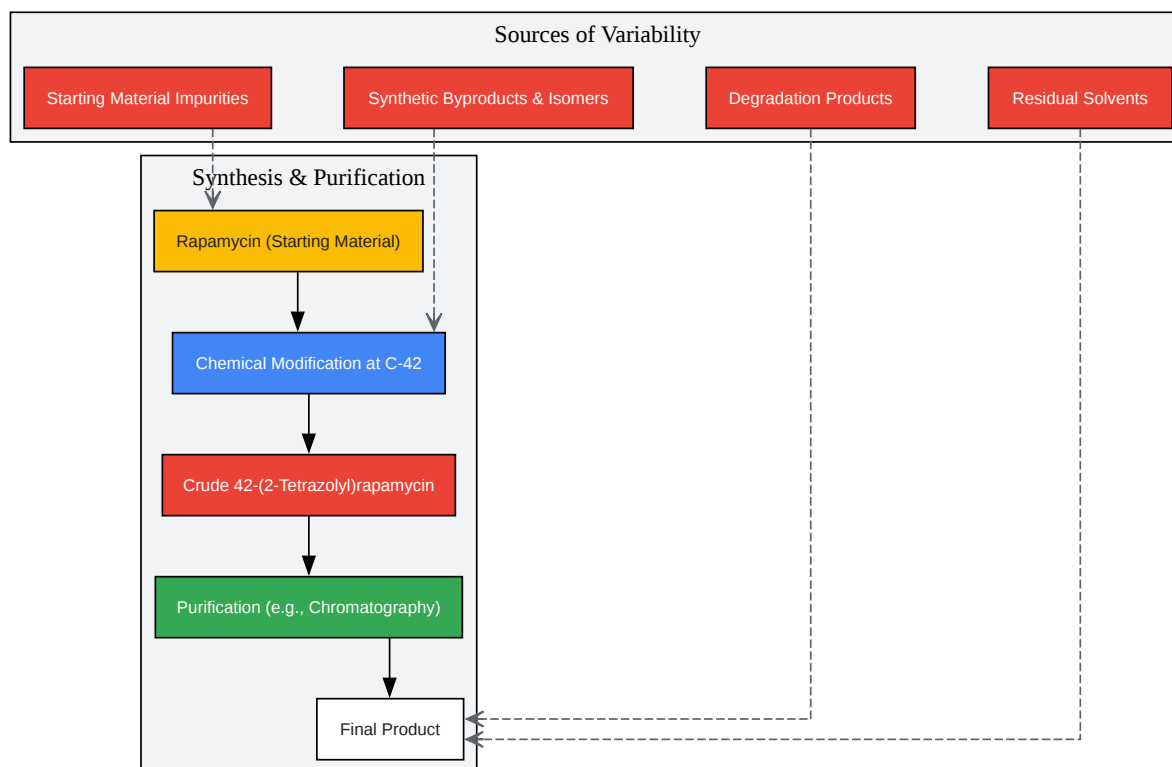 Sources of Variability
Starting Material Impurities
Synthetic Byproducts & Isomers
Degradation Products
Residual Solvents
Synthesis & Purification
Rapamycin (Starting Material)
Chemical Modification at C-42
Crude 42-(2-Tetrazolyl)rapamycin
Purification (e.g., Chromatography)
Final Product